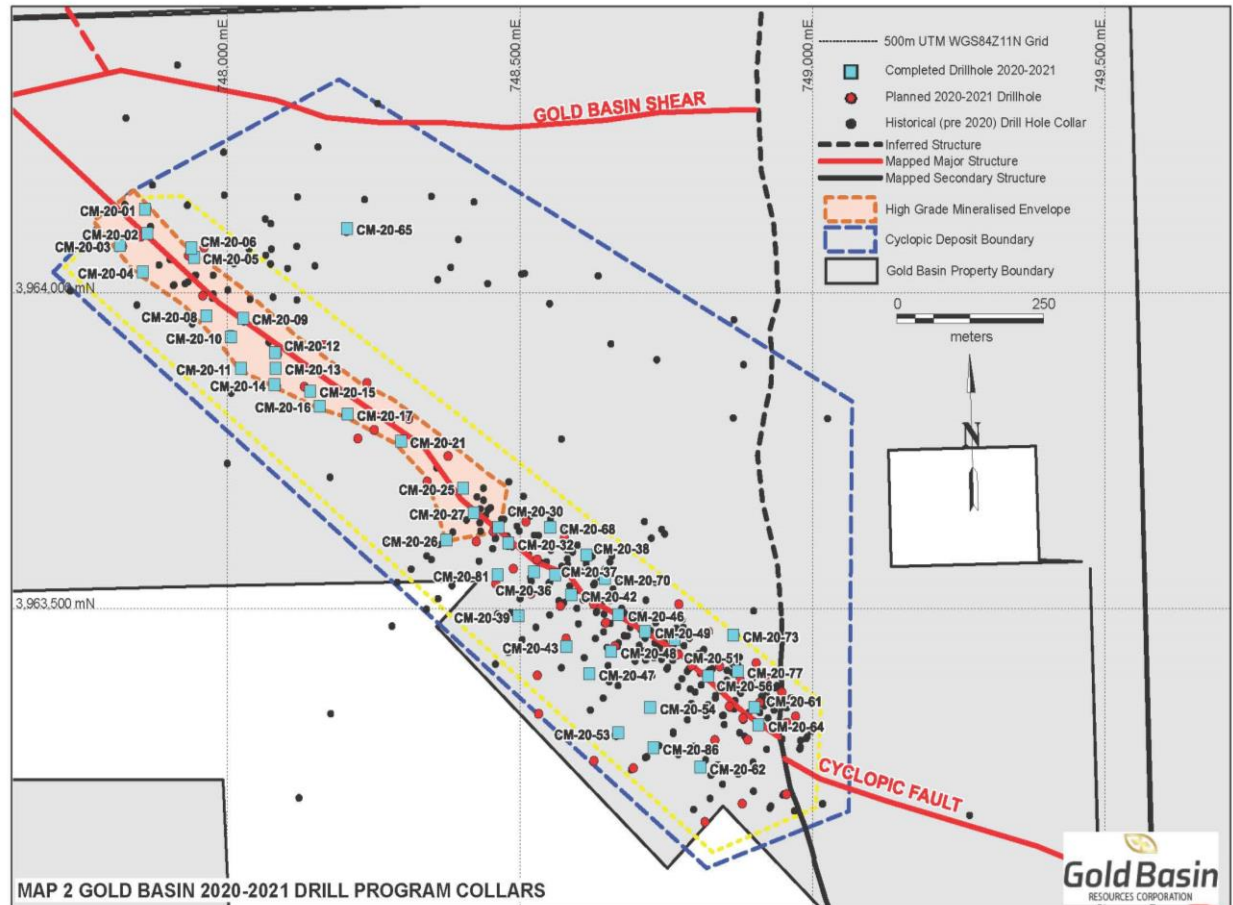 748,000 mE
748,500 mE
749,000 mE
749,500 mE
500m UTM WGS84Z11N Grid
Completed Drillhole 2020-2021
Planned 2020-2021 Drillhole
Historical (pre 2020) Drill Hole Collar
Inferred Structure
Mapped Major Structure
Mapped Secondary Structure
High Grade Mineralised Envelope
Cyclopic Deposit Boundary
Gold Basin Property Boundary
0 250
meters
N
GOLD BASIN SHEAR
CM-20-01
CM-20-02
CM-20-03
CM-20-06
CM-20-05
CM-20-65
CM-20-04
3,964,000 mN
CM-20-08
CM-20-09
CM-20-10
CM-20-12
CM-20-11
CM-20-13
CM-20-14
CM-20-15
CM-20-16
CM-20-17
CM-20-21
CM-20-25
CM-20-27
CM-20-30
CM-20-68
CM-20-26
CM-20-32
CM-20-38
CM-20-81
CM-20-37
CM-20-70
CM-20-36
CM-20-42
3,963,500 mN
CM-20-39
CM-20-46
CM-20-49
CM-20-73
CM-20-43
CM-20-48
CM-20-51
CM-20-77
CM-20-47
CM-20-56
CM-20-54
CM-20-61
CM-20-64
CM-20-53
CM-20-86
CM-20-62
CYCLOPIC FAULT
MAP 2 GOLD BASIN 2020-2021 DRILL PROGRAM COLLARS
Gold Basin
RESOURCES CORPORATION